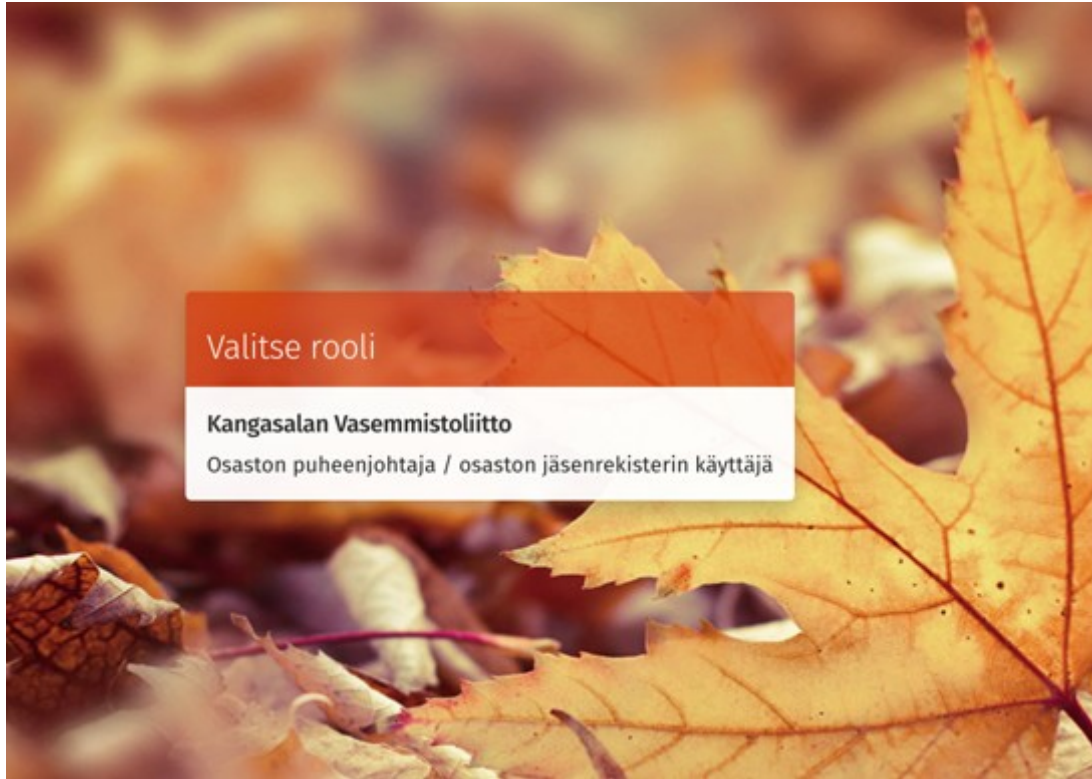 Valitse rooli
Kangasalan Vasemmistoliitto
Osaston puheenjohtaja / osaston jäsenrekisterin käyttäjä